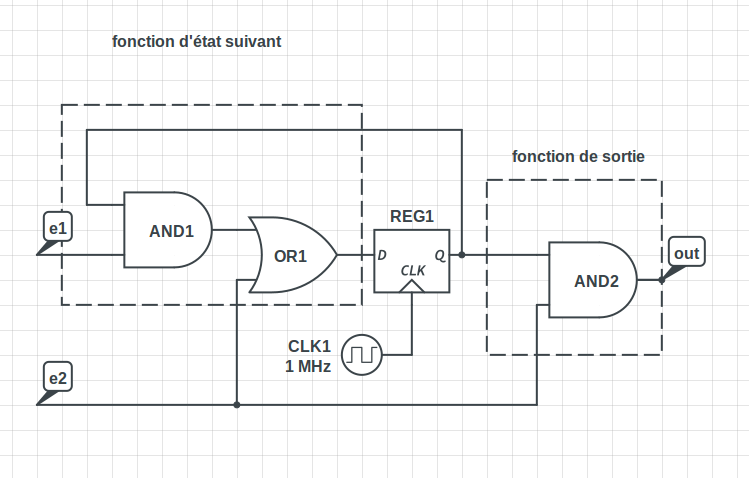 fonction d'état suivant
fonction de sortie
e1
AND1
OR1
REG1
D
Q
CLK
AND2
out
CLK1
1 MHz
e2